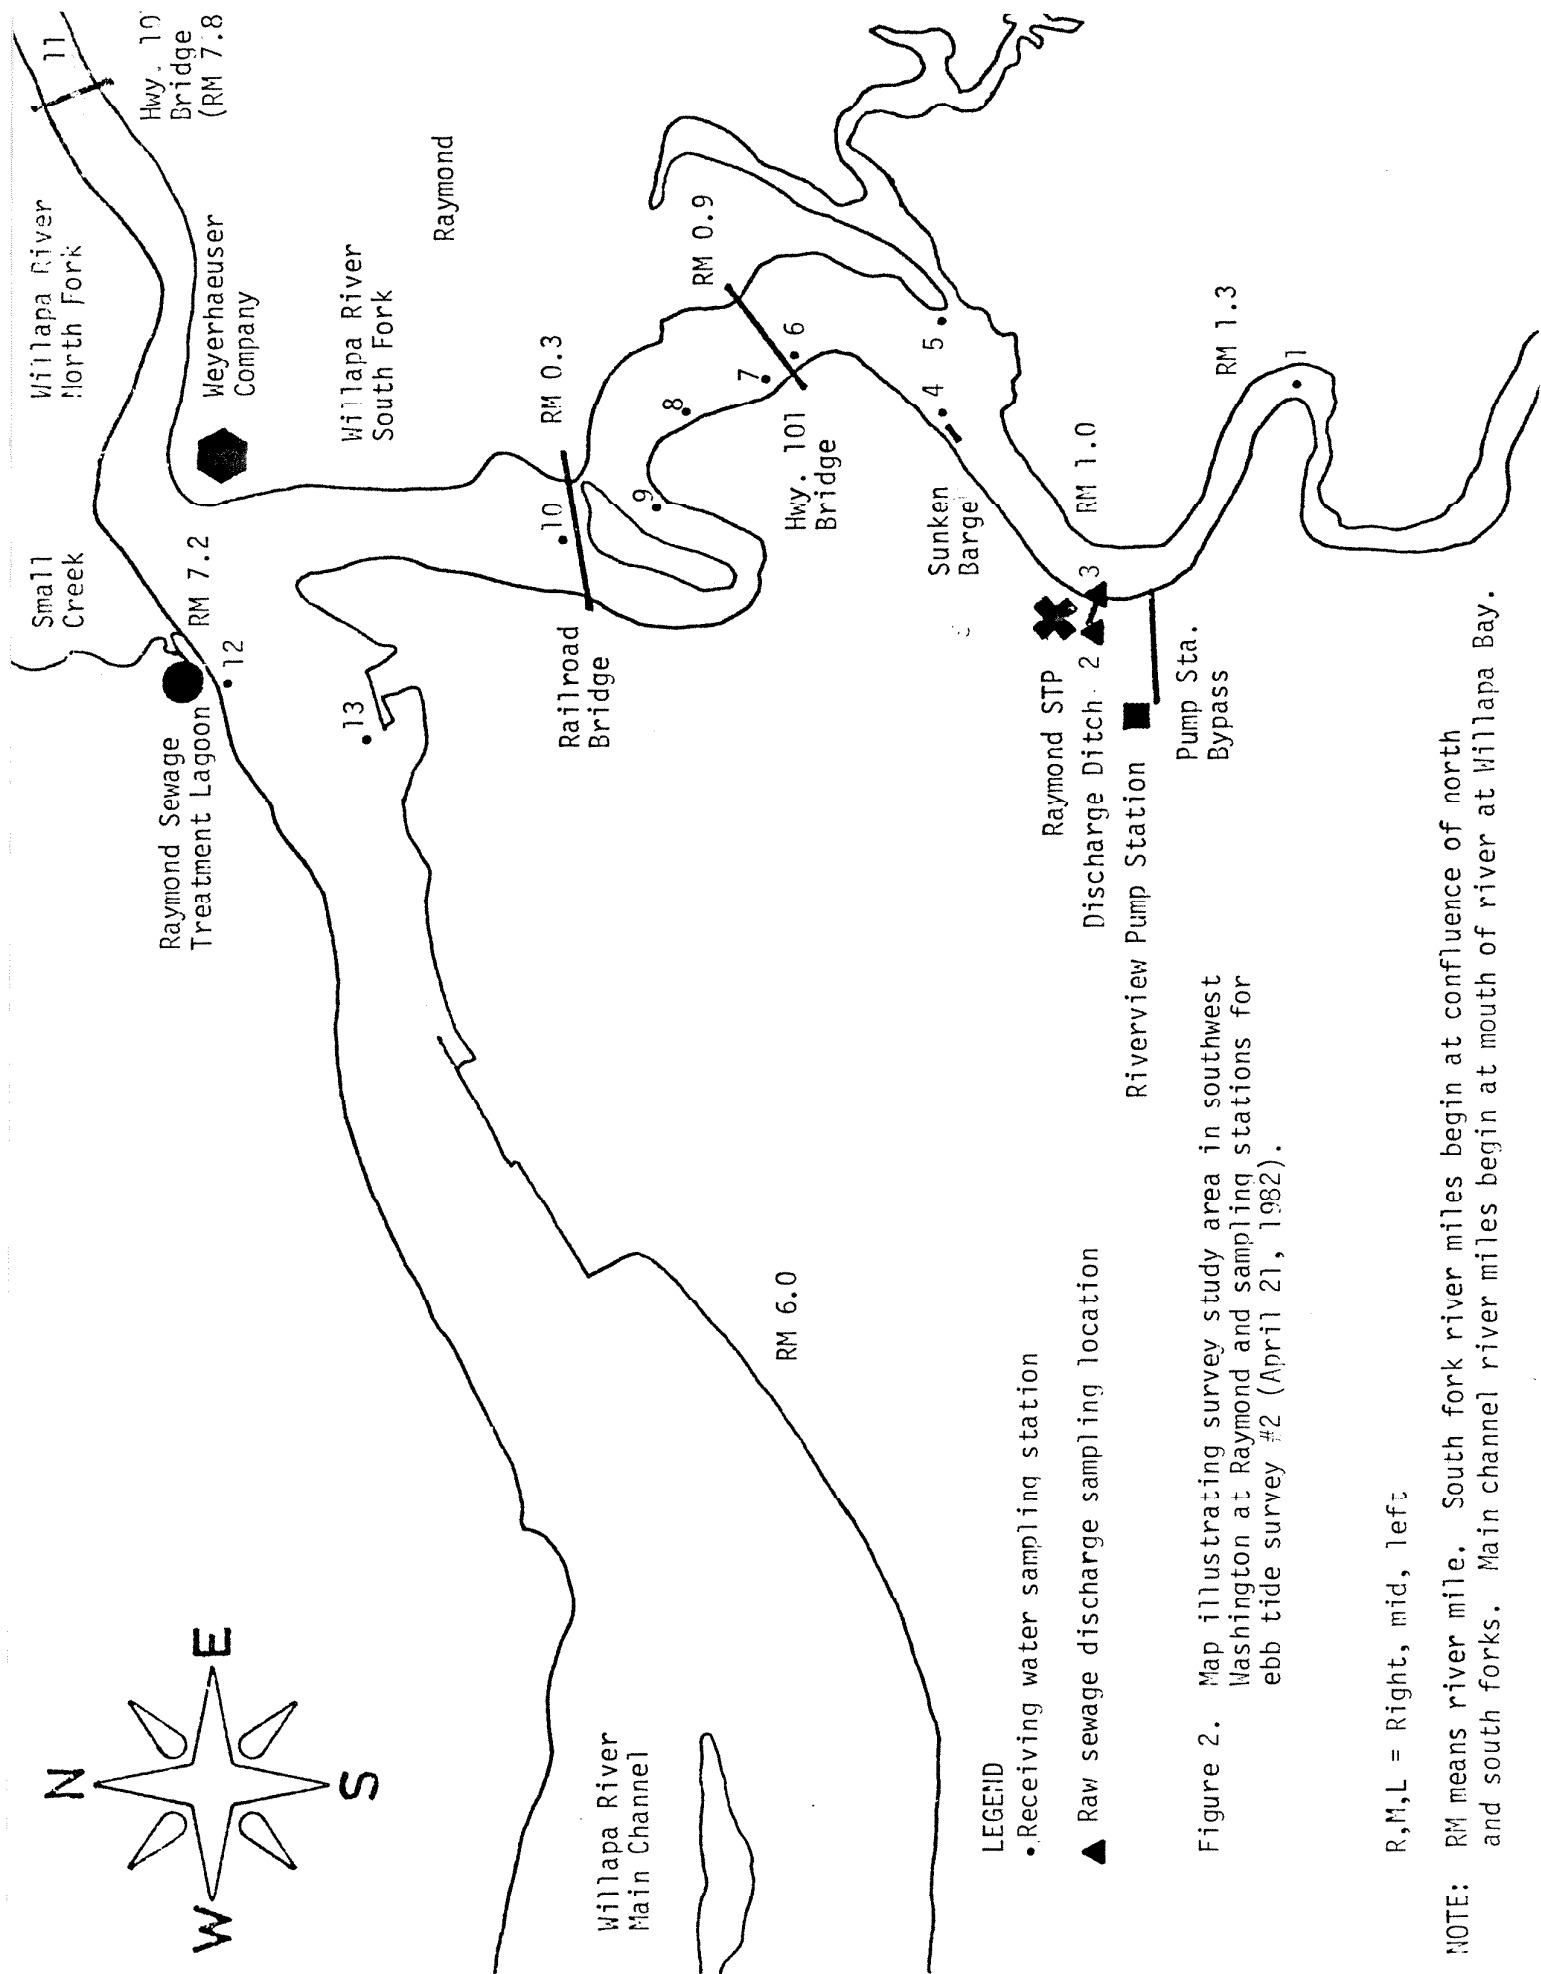 N
W
E
S
Small
Creek
Willapa River
North Fork
11
Hwy. 10
Bridge
(RM 7.8
Raymond Sewage
Treatment Lagoon
RM 7.2
12
Weyerhaeuser
Company
13
Willapa River
South Fork
Raymond
Railroad
Bridge
10
RM 0.3
9
8
7
RM 0.9
6
Hwy. 101
Bridge
5
4
Sunken
Barge
Willapa River
Main Channel
RM 6.0
Raymond STP
Discharge Ditch
2
3
RM 1.0
Riverview Pump Station
Pump Sta.
Bypass
RM 1.3
1
LEGEND
Receiving water sampling station
Raw sewage discharge sampling location
Figure 2. Map illustrating survey study area in southwest
Washington at Raymond and sampling stations for
ebb tide survey #2 (April 21, 1982).
R,M,L = Right, mid, left
NOTE: RM means river mile. South fork river miles begin at confluence of north
and south forks. Main channel river miles begin at mouth of river at Willapa Bay.